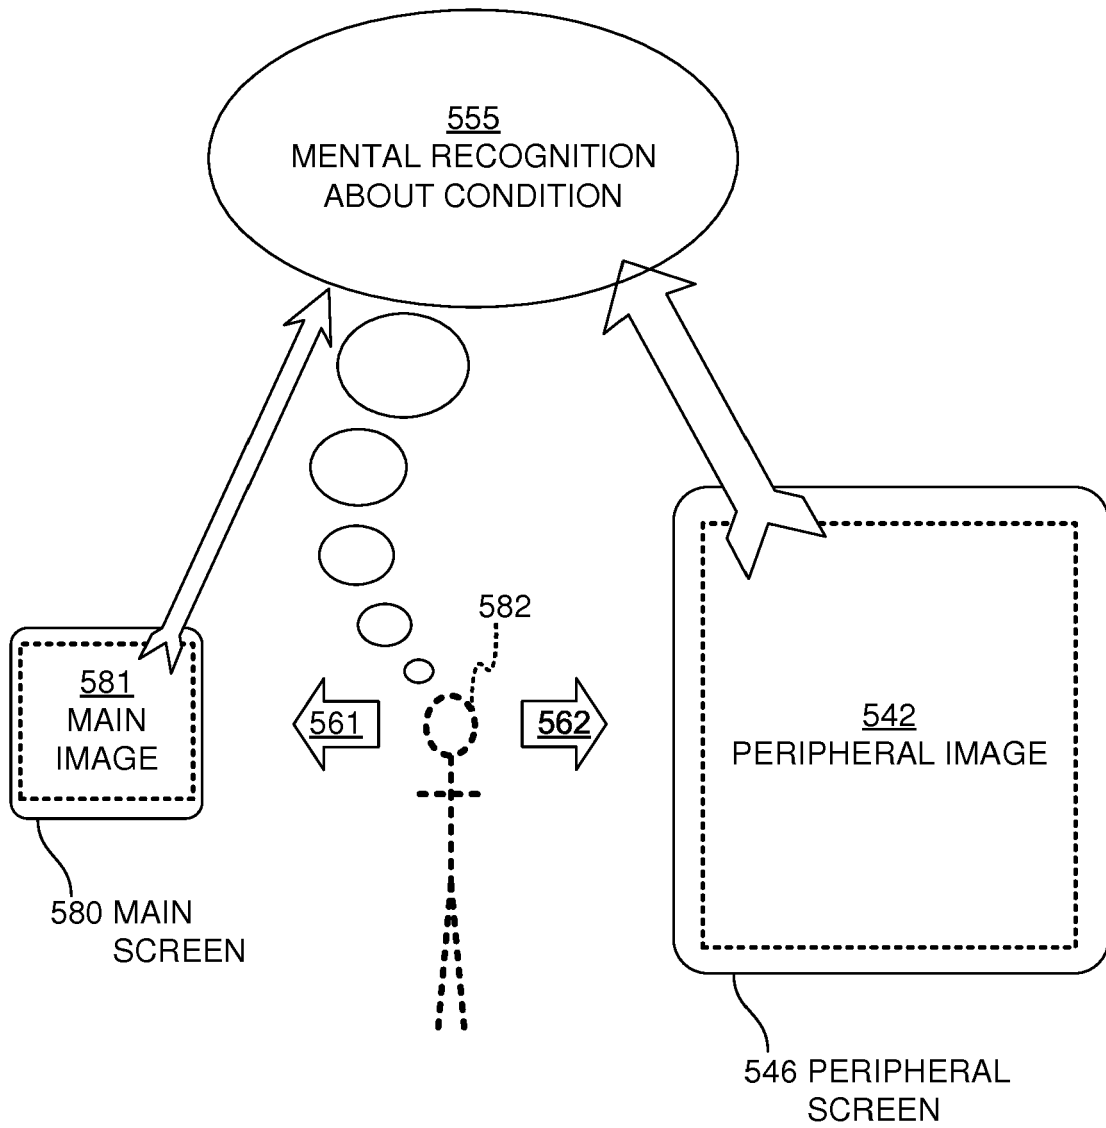 555
MENTAL RECOGNITION
ABOUT CONDITION
582
581
MAIN
IMAGE
561
562
542
PERIPHERAL IMAGE
580 MAIN
SCREEN
546 PERIPHERAL
SCREEN